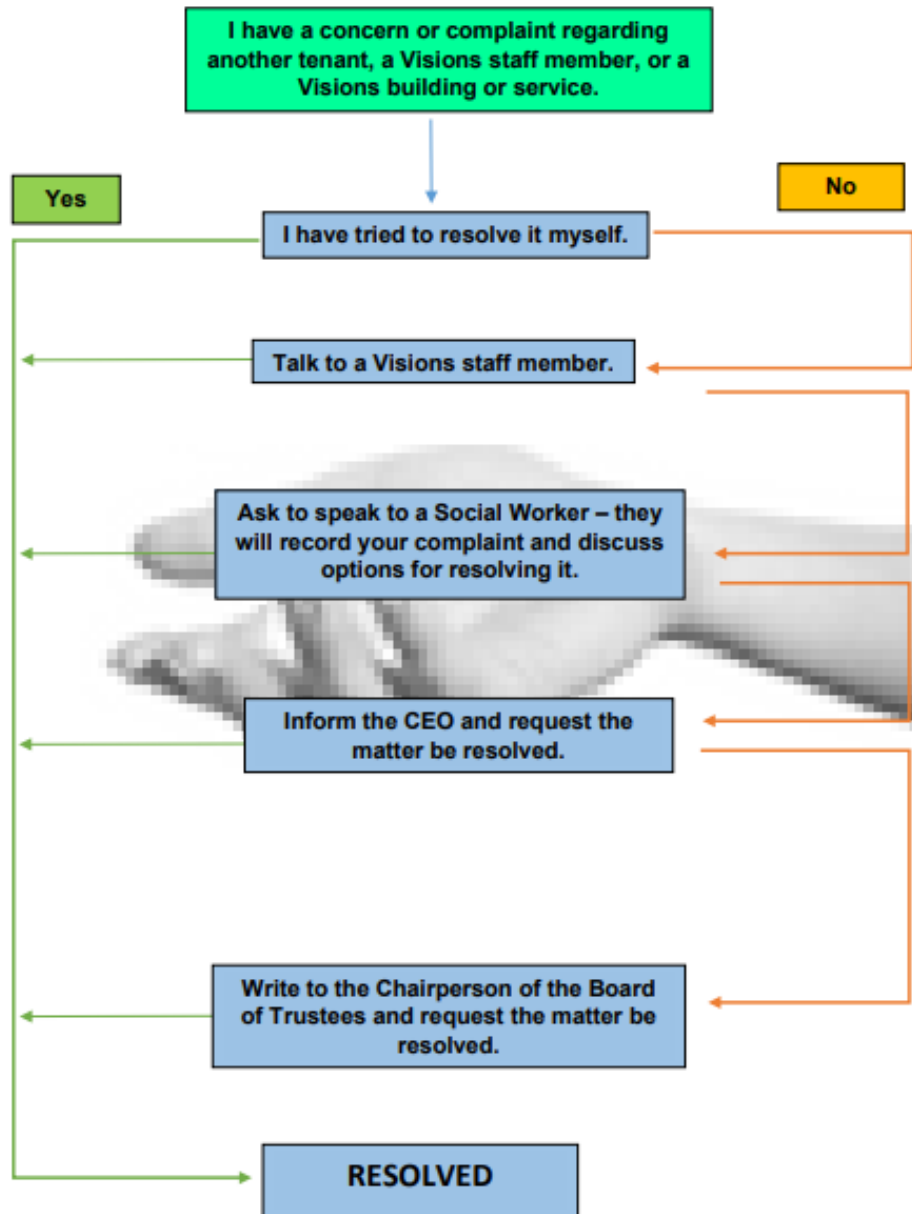 I have a concern or complaint regarding
another tenant, a Visions staff member, or a
Visions building or service.
Yes
No
I have tried to resolve it myself.
Talk to a Visions staff member.
Ask to speak to a Social Worker – they
will record your complaint and discuss
options for resolving it.
Inform the CEO and request the
matter be resolved.
Write to the Chairperson of the Board
of Trustees and request the matter be
resolved.
RESOLVED